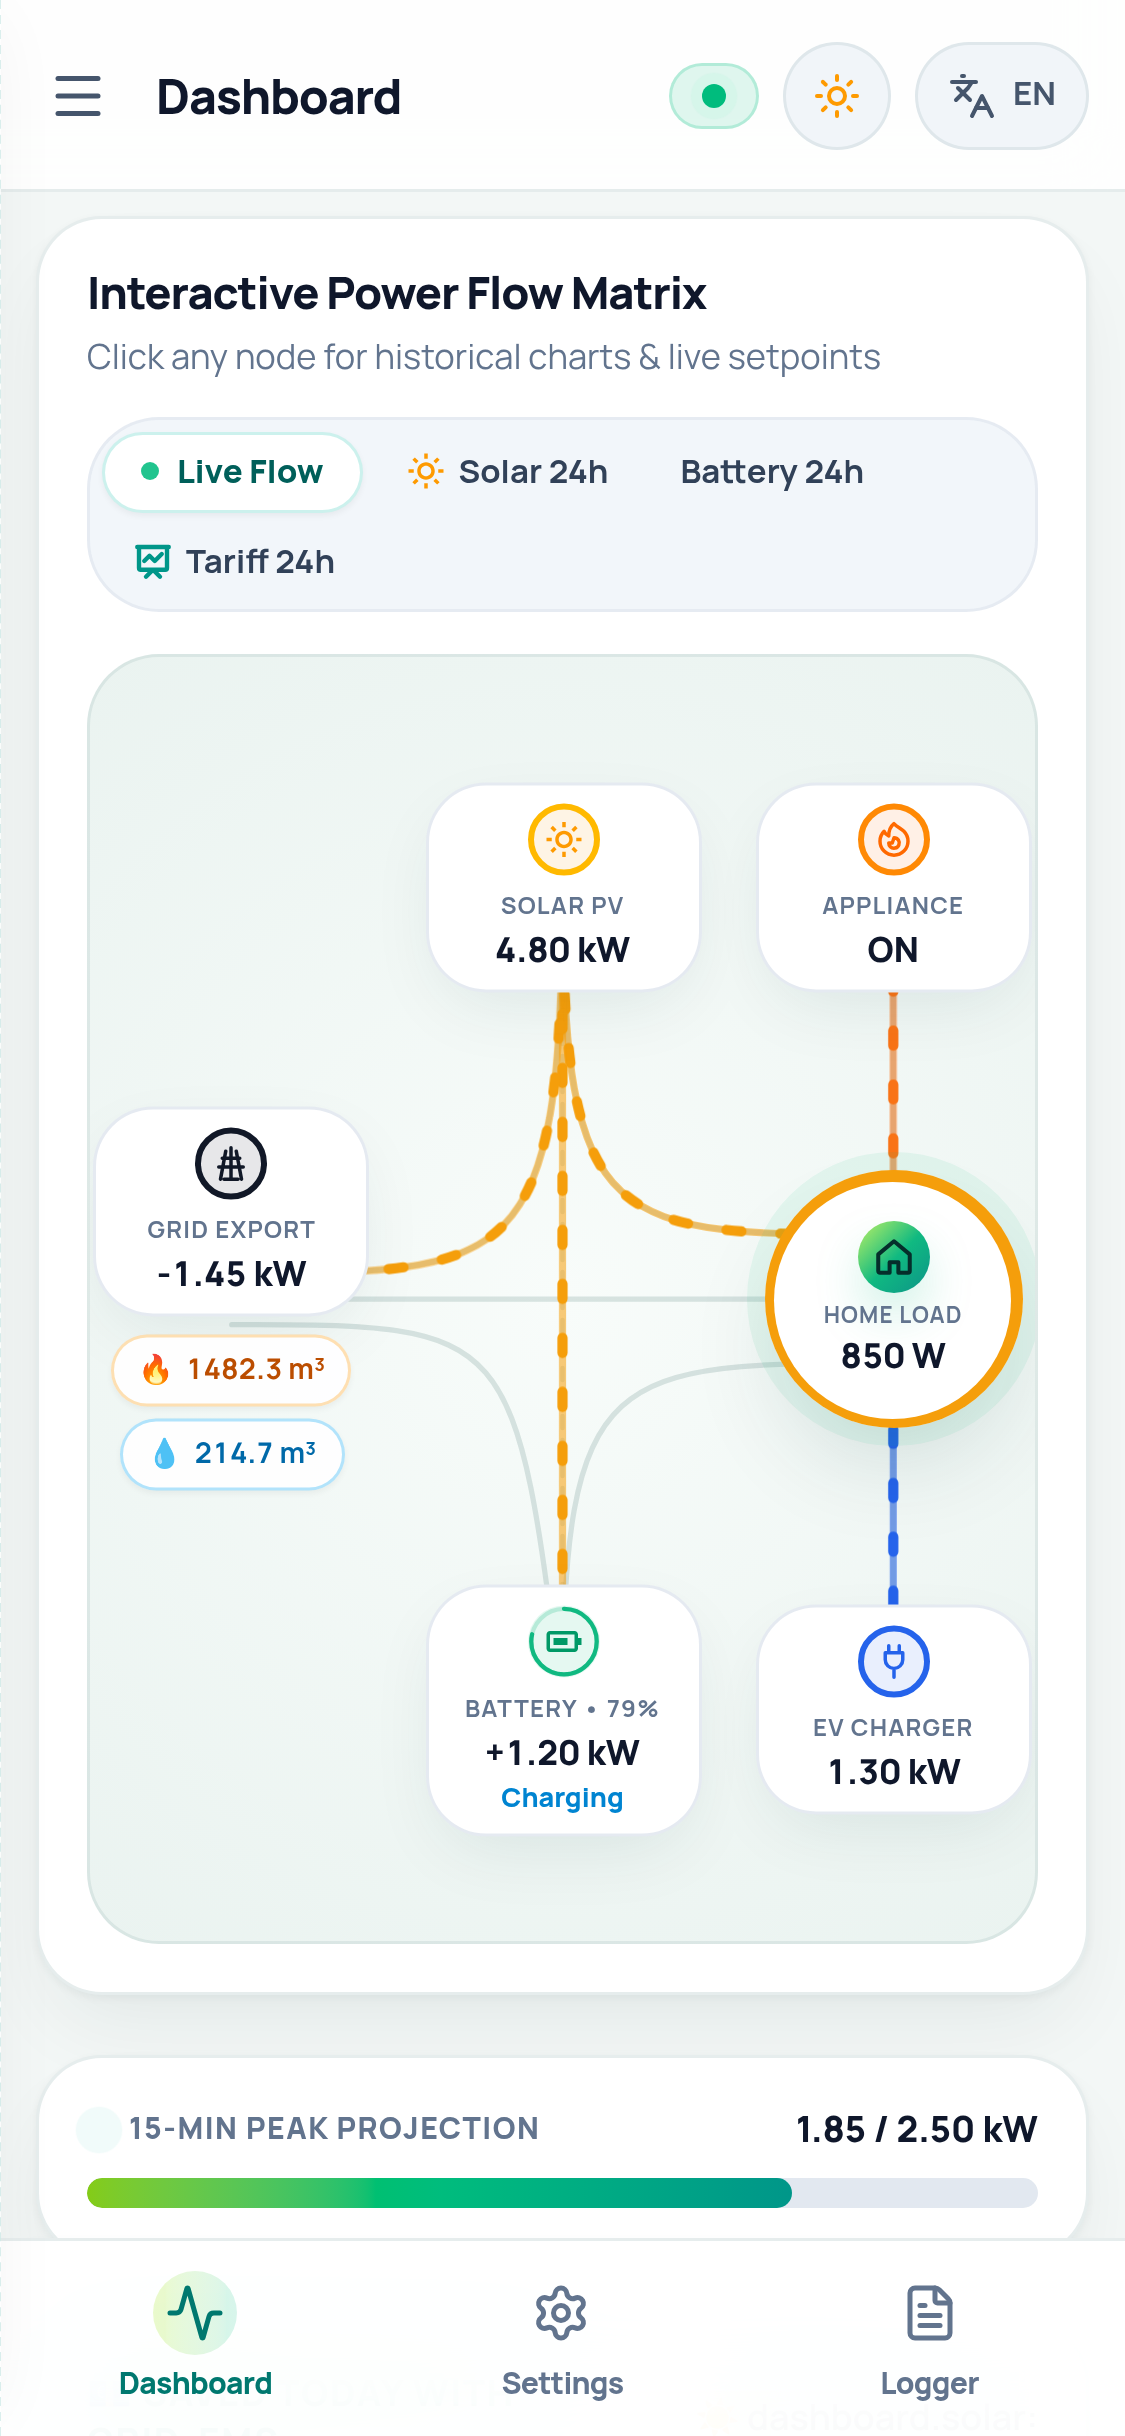 Dashboard
EN
Interactive Power Flow Matrix
Click any node for historical charts & live setpoints
Live Flow
Solar 24h
Battery 24h
Tariff 24h
SOLAR PV
4.80 kW
APPLIANCE
ON
GRID EXPORT
-1.45 kW
HOME LOAD
850 W
1482.3 m³
214.7 m³
BATTERY • 79%
+1.20 kW
Charging
EV CHARGER
1.30 kW
15-MIN PEAK PROJECTION
1.85 / 2.50 kW
Dashboard
Settings
Logger